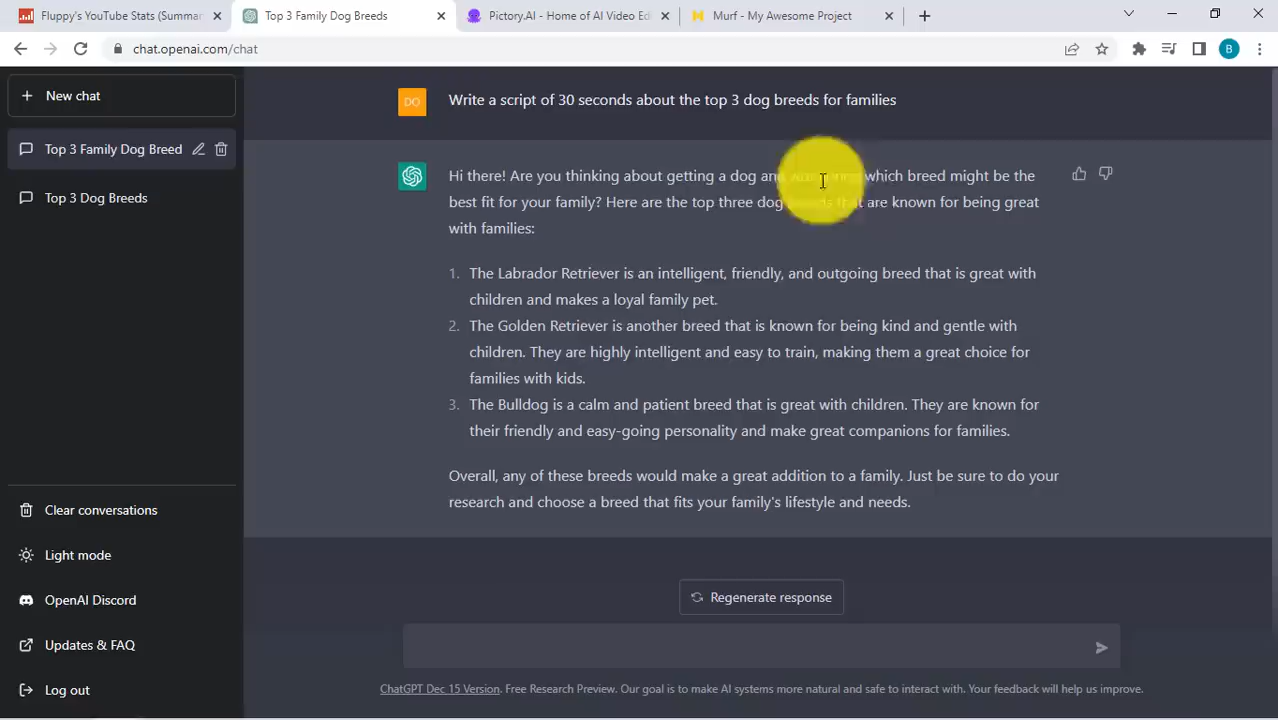 Fluppy's YouTube Stats (Summar
Top 3 Family Dog Breeds
Pictory.AI - Home of AI Video Ed
Murf - My Awesome Project
chat.openai.com/chat
B
+ New chat
Top 3 Family Dog Breed
Top 3 Dog Breeds
Clear conversations
Light mode
OpenAI Discord
Updates & FAQ
Log out
DO
Write a script of 30 seconds about the top 3 dog breeds for families
Hi there! Are you thinking about getting a dog and wondering which breed might be the
best fit for your family? Here are the top three dog breeds that are known for being great
with families:
1. The Labrador Retriever is an intelligent, friendly, and outgoing breed that is great with
children and makes a loyal family pet.
2. The Golden Retriever is another breed that is known for being kind and gentle with
children. They are highly intelligent and easy to train, making them a great choice for
families with kids.
3. The Bulldog is a calm and patient breed that is great with children. They are known for
their friendly and easy-going personality and make great companions for families.
Overall, any of these breeds would make a great addition to a family. Just be sure to do your
research and choose a breed that fits your family's lifestyle and needs.
Regenerate response
ChatGPT Dec 15 Version. Free Research Preview. Our goal is to make AI systems more natural and safe to interact with. Your feedback will help us improve.